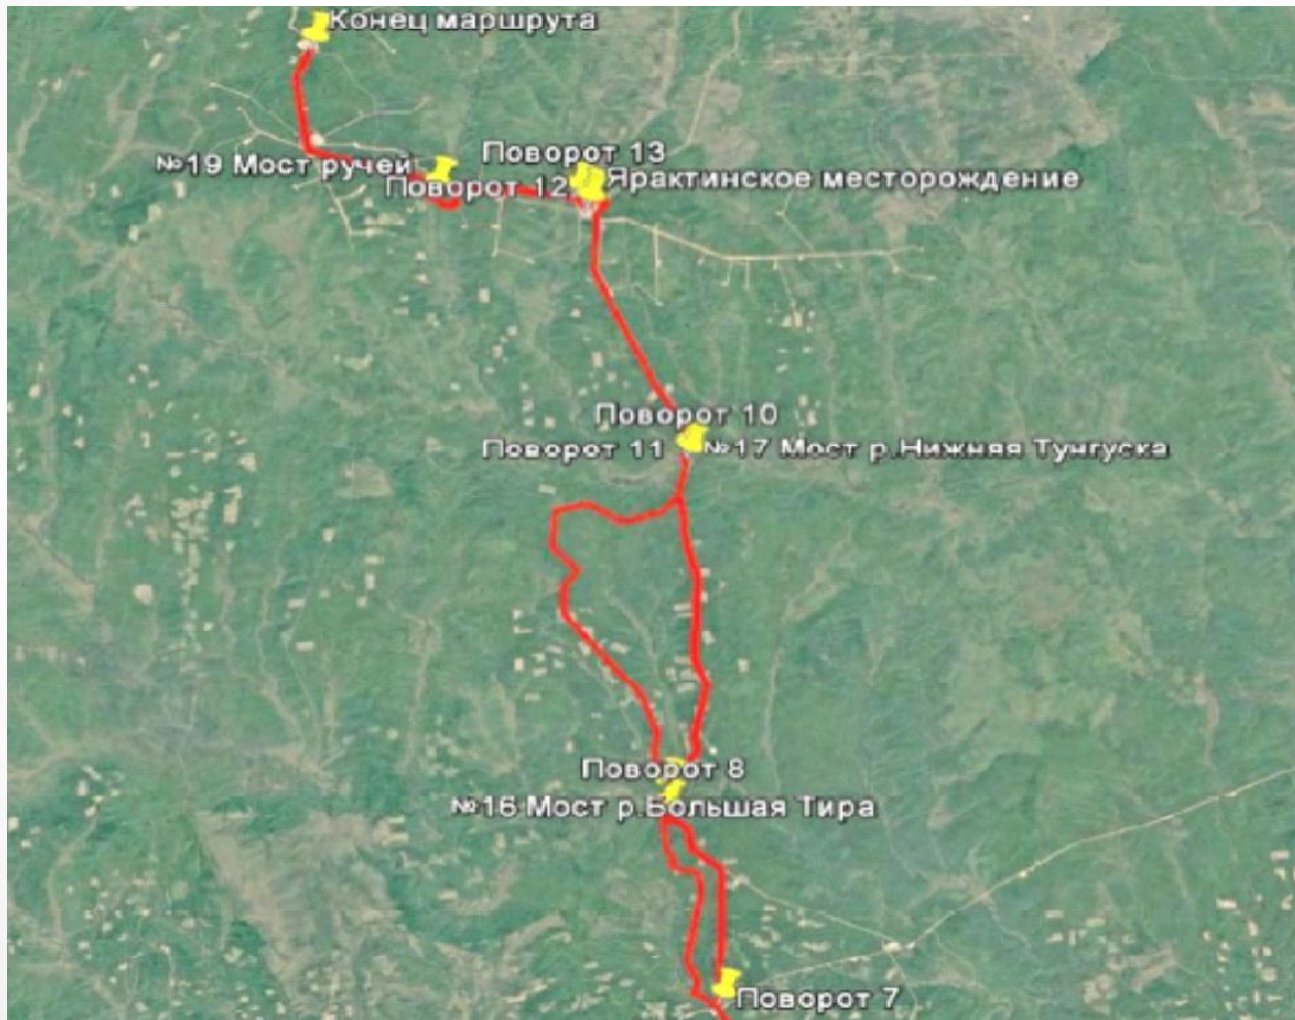 Конец маршрута
Поворот 13
№19 Мост ручей
Ярактинское месторождение
Поворот 12
Поворот 10
Поворот 11
№17 Мост р.Нижняя Тунгуска
Поворот 8
№16 Мост р.Большая Тира
Поворот 7